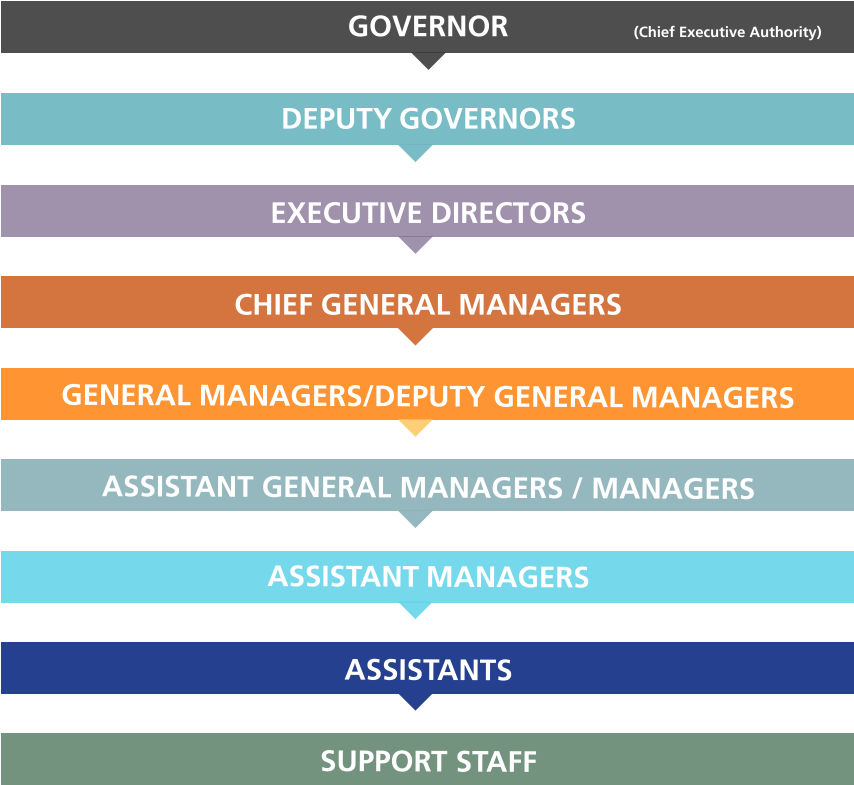 GOVERNOR (Chief Executive Authority)
DEPUTY GOVERNORS
EXECUTIVE DIRECTORS
CHIEF GENERAL MANAGERS
GENERAL MANAGERS/DEPUTY GENERAL MANAGERS
ASSISTANT GENERAL MANAGERS / MANAGERS
ASSISTANT MANAGERS
ASSISTANTS
SUPPORT STAFF